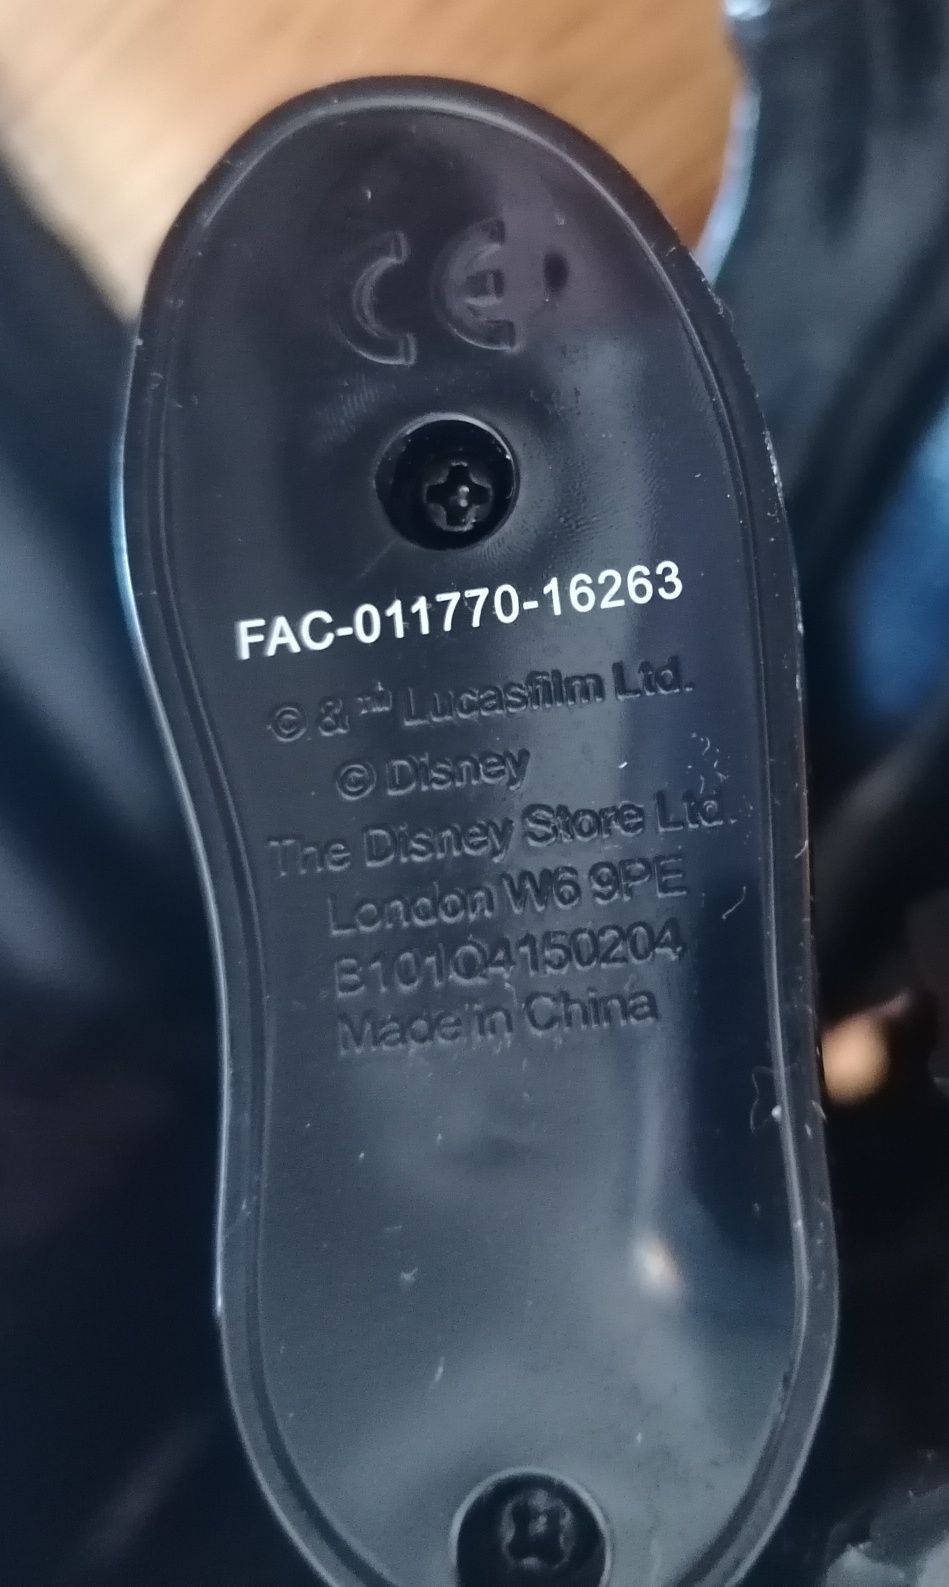 CE
FAC-011770-16263
© & ™ Lucasfilm Ltd.
© Disney
The Disney Store Ltd.
London W6 9PE
B101Q4150204
Made in China